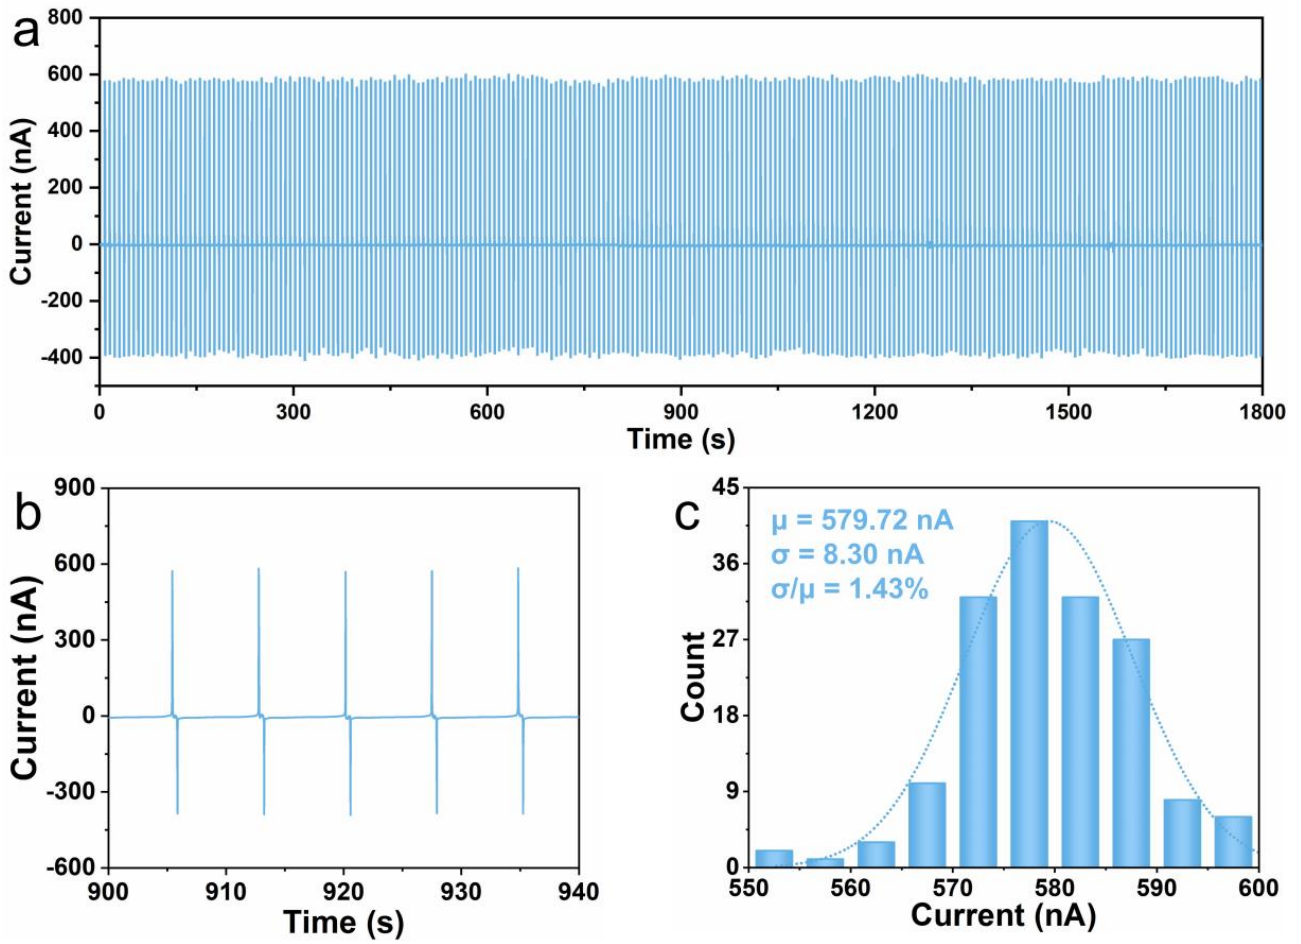 a
800
600
400
200
0
-200
-400
Current (nA)
0 300 600 900 1200 1500 1800
Time (s)
b
900
600
300
0
-300
-600
Current (nA)
900 910 920 930 940
Time (s)
c
μ = 579.72 nA
σ = 8.30 nA
σ/μ = 1.43%
45
36
27
18
9
0
Count
550 560 570 580 590 600
Current (nA)